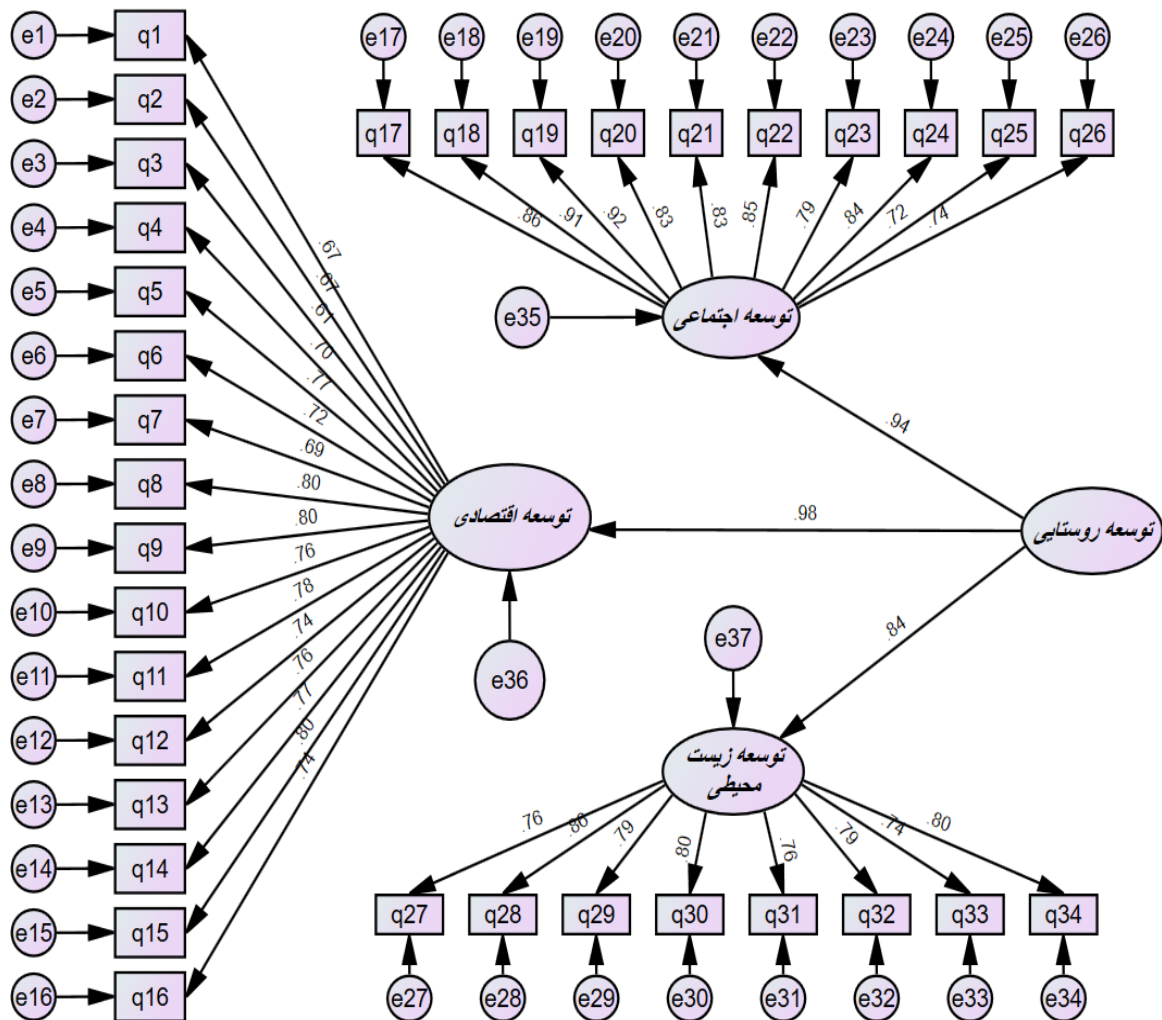 e1 q1
e2 q2
e3 q3
e4 q4
e5 q5
e6 q6
e7 q7
e8 q8
e9 q9
e10 q10
e11 q11
e12 q12
e13 q13
e14 q14
e15 q15
e16 q16
.67
.67
.61
.70
.77
.72
.69
.80
.80
.76
.78
.74
.76
.77
.80
.74
توسعه اقتصادی
e36
e17 e18 e19 e20 e21 e22 e23 e24 e25 e26
q17 q18 q19 q20 q21 q22 q23 q24 q25 q26
.86 .91 .92 .83 .83 .85 .79 .84 .72 .74
e35
توسعه اجتماعی
.94
.98
توسعه روستایی
.84
e37
توسعه زیست
محیطی
.76 .79 .80 .76 .79 .74 .80
q27 q28 q29 q30 q31 q32 q33 q34
e27 e28 e29 e30 e31 e32 e33 e34